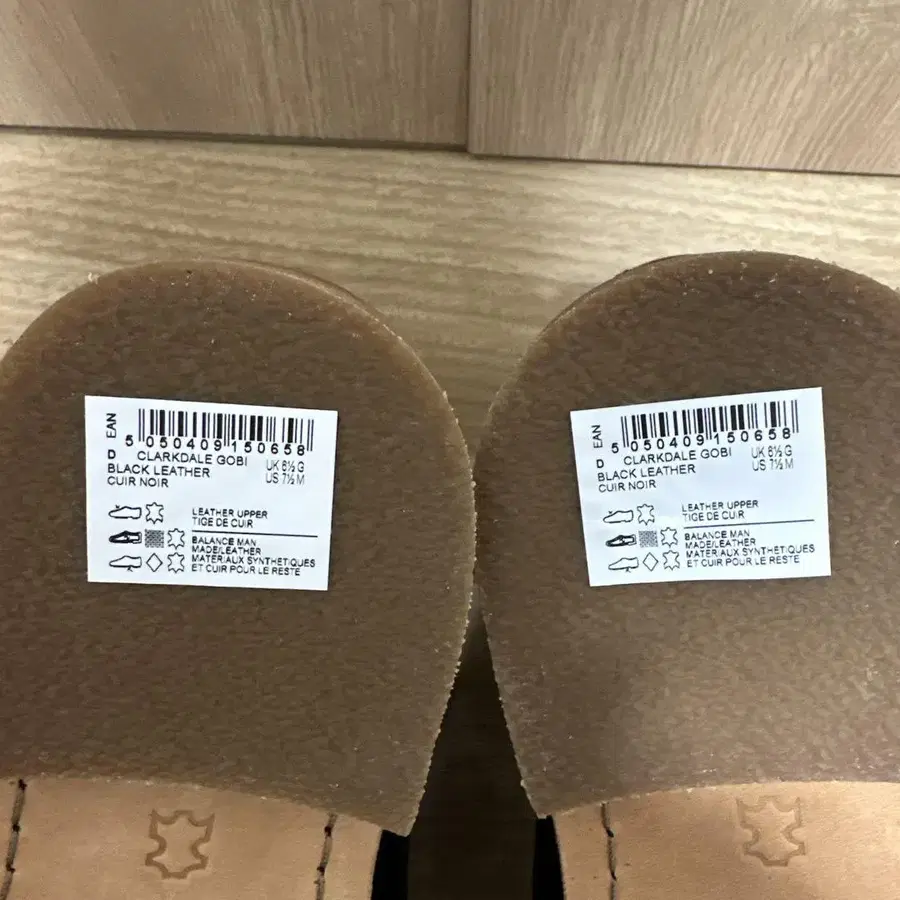 EAN
5 050409 150658
D CLARKDALE GOBI UK 6½ G
BLACK LEATHER US 7½ M
CUIR NOIR
LEATHER UPPER
TIGE DE CUIR
BALANCE MAN
MADE/LEATHER
MATERIAUX SYNTHETIQUES
ET CUIR POUR LE RESTE
EAN
5 050409 150658
D CLARKDALE GOBI UK 6½ G
BLACK LEATHER US 7½ M
CUIR NOIR
LEATHER UPPER
TIGE DE CUIR
BALANCE MAN
MADE/LEATHER
MATERIAUX SYNTHETIQUES
ET CUIR POUR LE RESTE